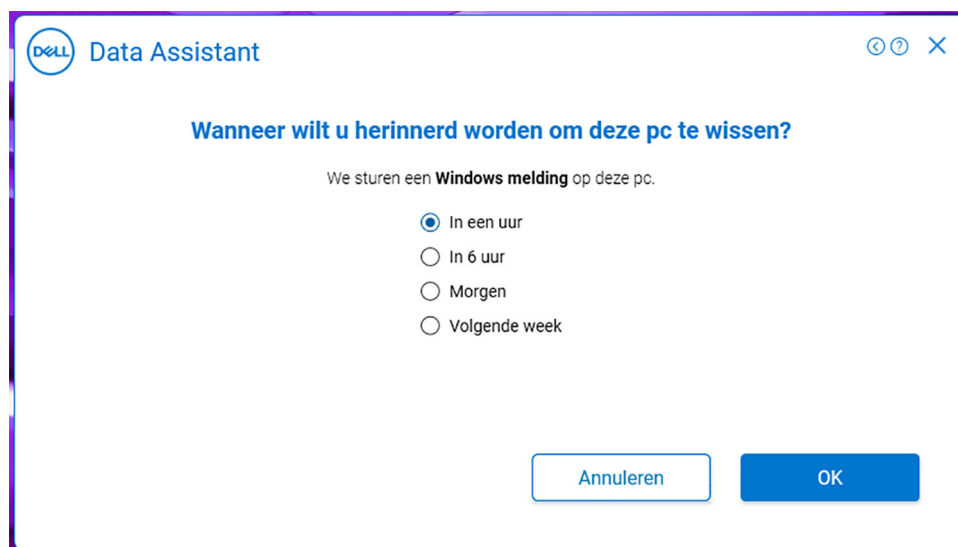 DELL
Data Assistant
Wanneer wilt u herinnerd worden om deze pc te wissen?
We sturen een Windows melding op deze pc.
In een uur
In 6 uur
Morgen
Volgende week
Annuleren
OK